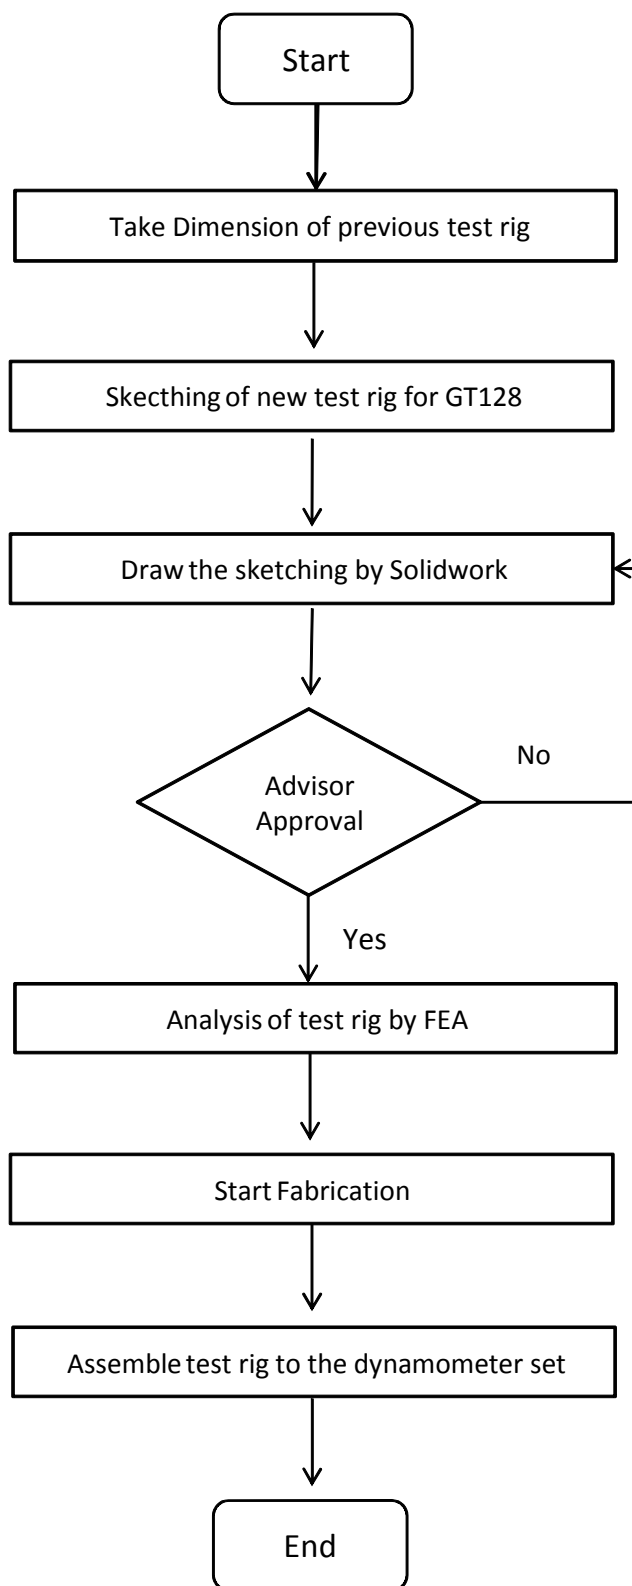 Start
Take Dimension of previous test rig
Skecthing of new test rig for GT128
Draw the sketching by Solidwork
No
Advisor
Approval
Yes
Analysis of test rig by FEA
Start Fabrication
Assemble test rig to the dynamometer set
End